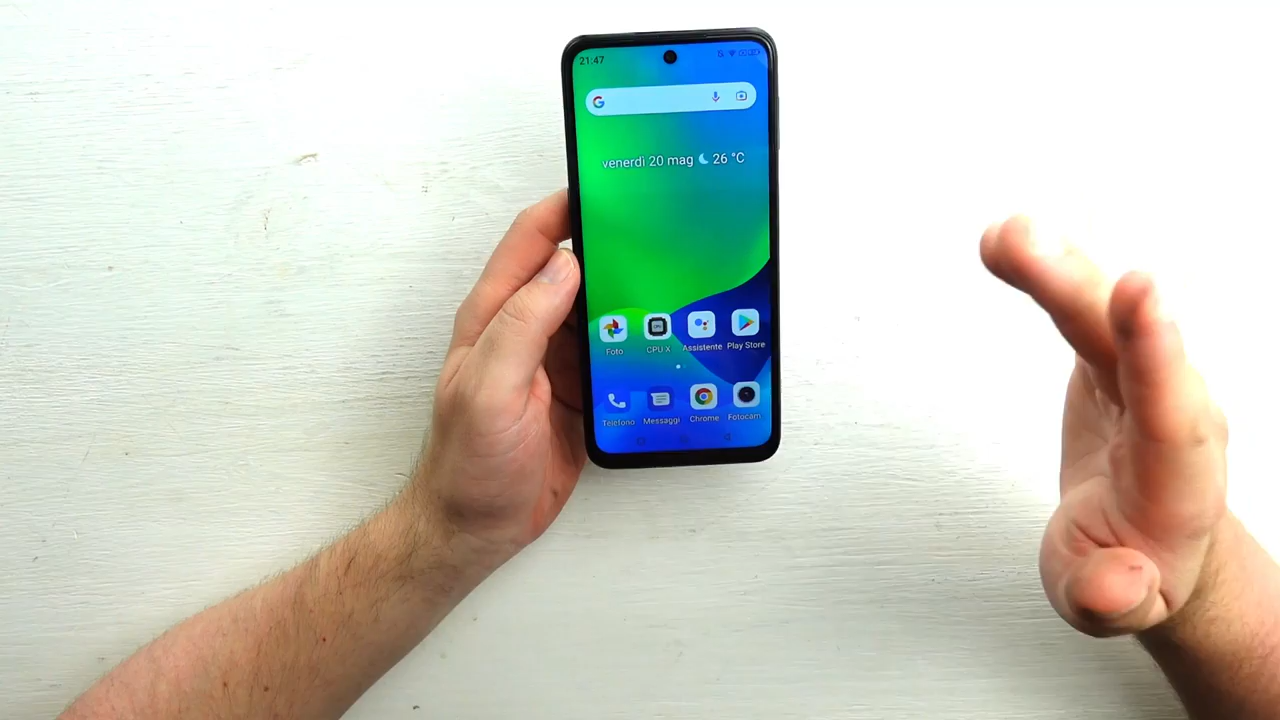 21:47
venerdì 20 mag 26 °C
Foto CPU X Assistente Play Store
Telefono Messaggi Chrome Fotocam